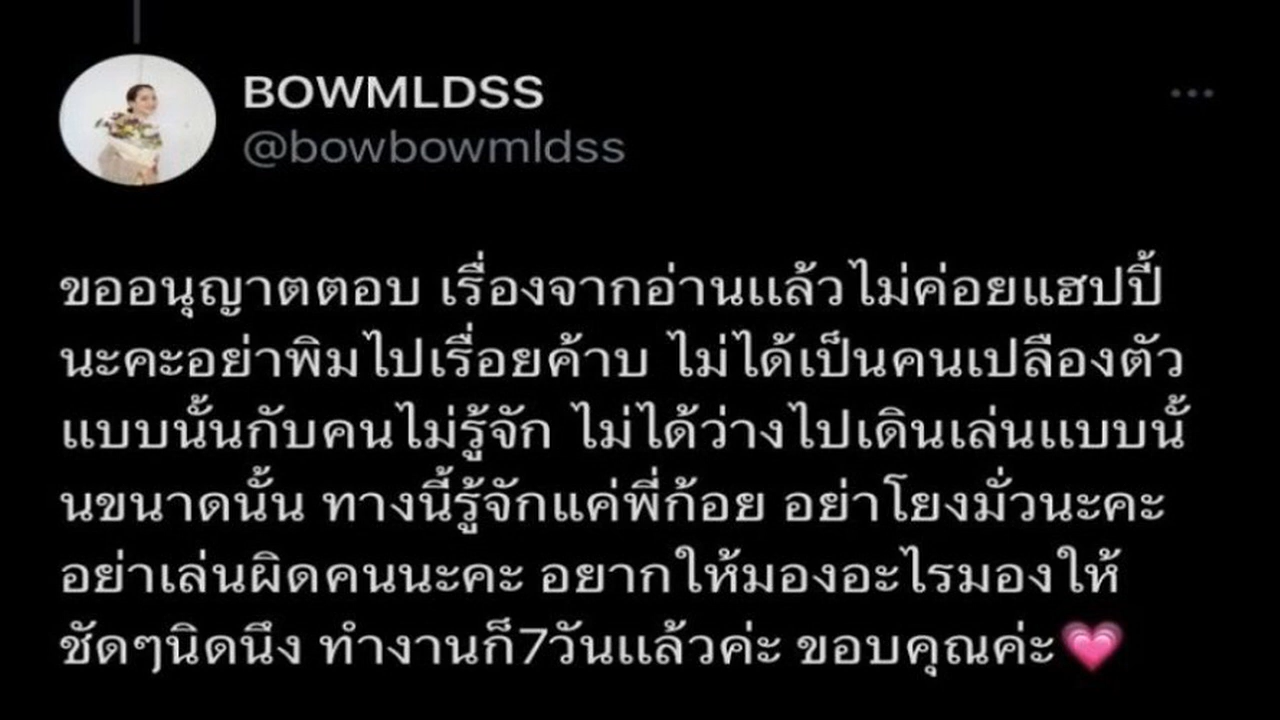 BOWMLDSS
@bowbowmldss
ขออนุญาตตอบ เรื่องจากอ่านแล้วไม่ค่อยแฮปปี้
นะคะอย่าพิมไปเรื่อยค้าบ ไม่ได้เป็นคนเปลืองตัว
แบบนั้นกับคนไม่รู้จัก ไม่ได้ว่างไปเดินเล่นแบบนั้
นขนาดนั้น ทางนี้รู้จักแค่พี่ก้อย อย่าโยงมั่วนะคะ
อย่าเล่นผิดคนนะคะ อยากให้มองอะไรมองให้
ชัดๆนิดนึง ทำงานก็7วันแล้วค่ะ ขอบคุณค่ะ💗